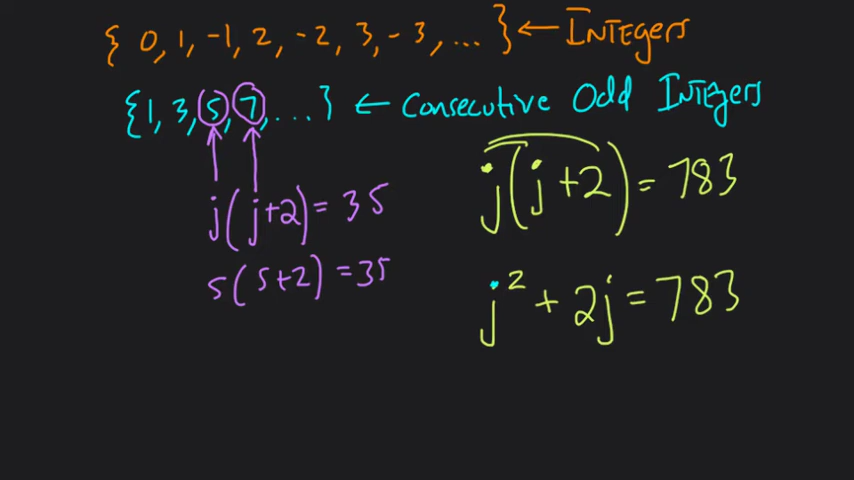 { 0, 1, -1, 2, -2, 3, -3, ... } ← INTEgERS
{1, 3, 5, 7, ... } ← CONSECUTIVE Odd INTEgERS
j(j+2) = 35
5(5+2) = 35
j(j+2) = 783
j² + 2j = 783